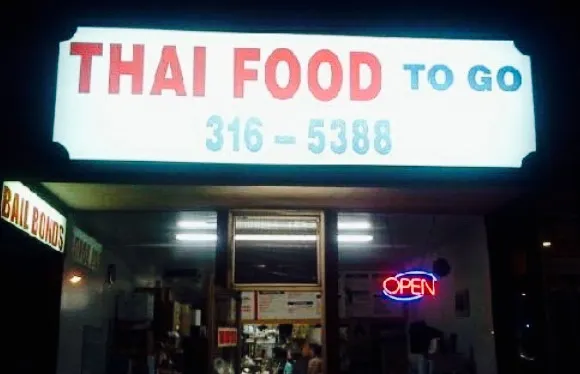 THAI FOOD TO GO
316-5388
BAIL BONDS
OPEN